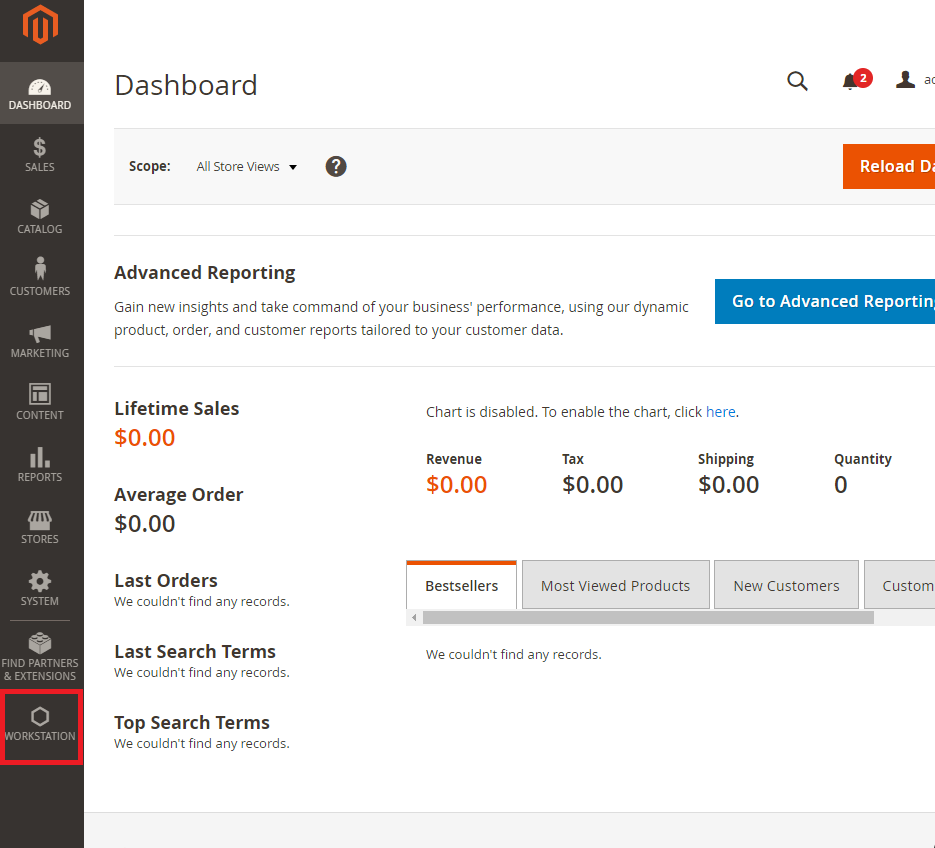 DASHBOARD
SALES
CATALOG
CUSTOMERS
MARKETING
CONTENT
REPORTS
STORES
SYSTEM
FIND PARTNERS
& EXTENSIONS
WORKSTATION
Dashboard
2
Scope:
All Store Views
?
Reload
Advanced Reporting
Gain new insights and take command of your business' performance, using our dynamic
product, order, and customer reports tailored to your customer data.
Go to Advanced Reporting
Lifetime Sales
$0.00
Average Order
$0.00
Last Orders
We couldn't find any records.
Last Search Terms
We couldn't find any records.
Top Search Terms
We couldn't find any records.
Chart is disabled. To enable the chart, click here.
Revenue
$0.00
Tax
$0.00
Shipping
$0.00
Quantity
0
Bestsellers
Most Viewed Products
New Customers
We couldn't find any records.